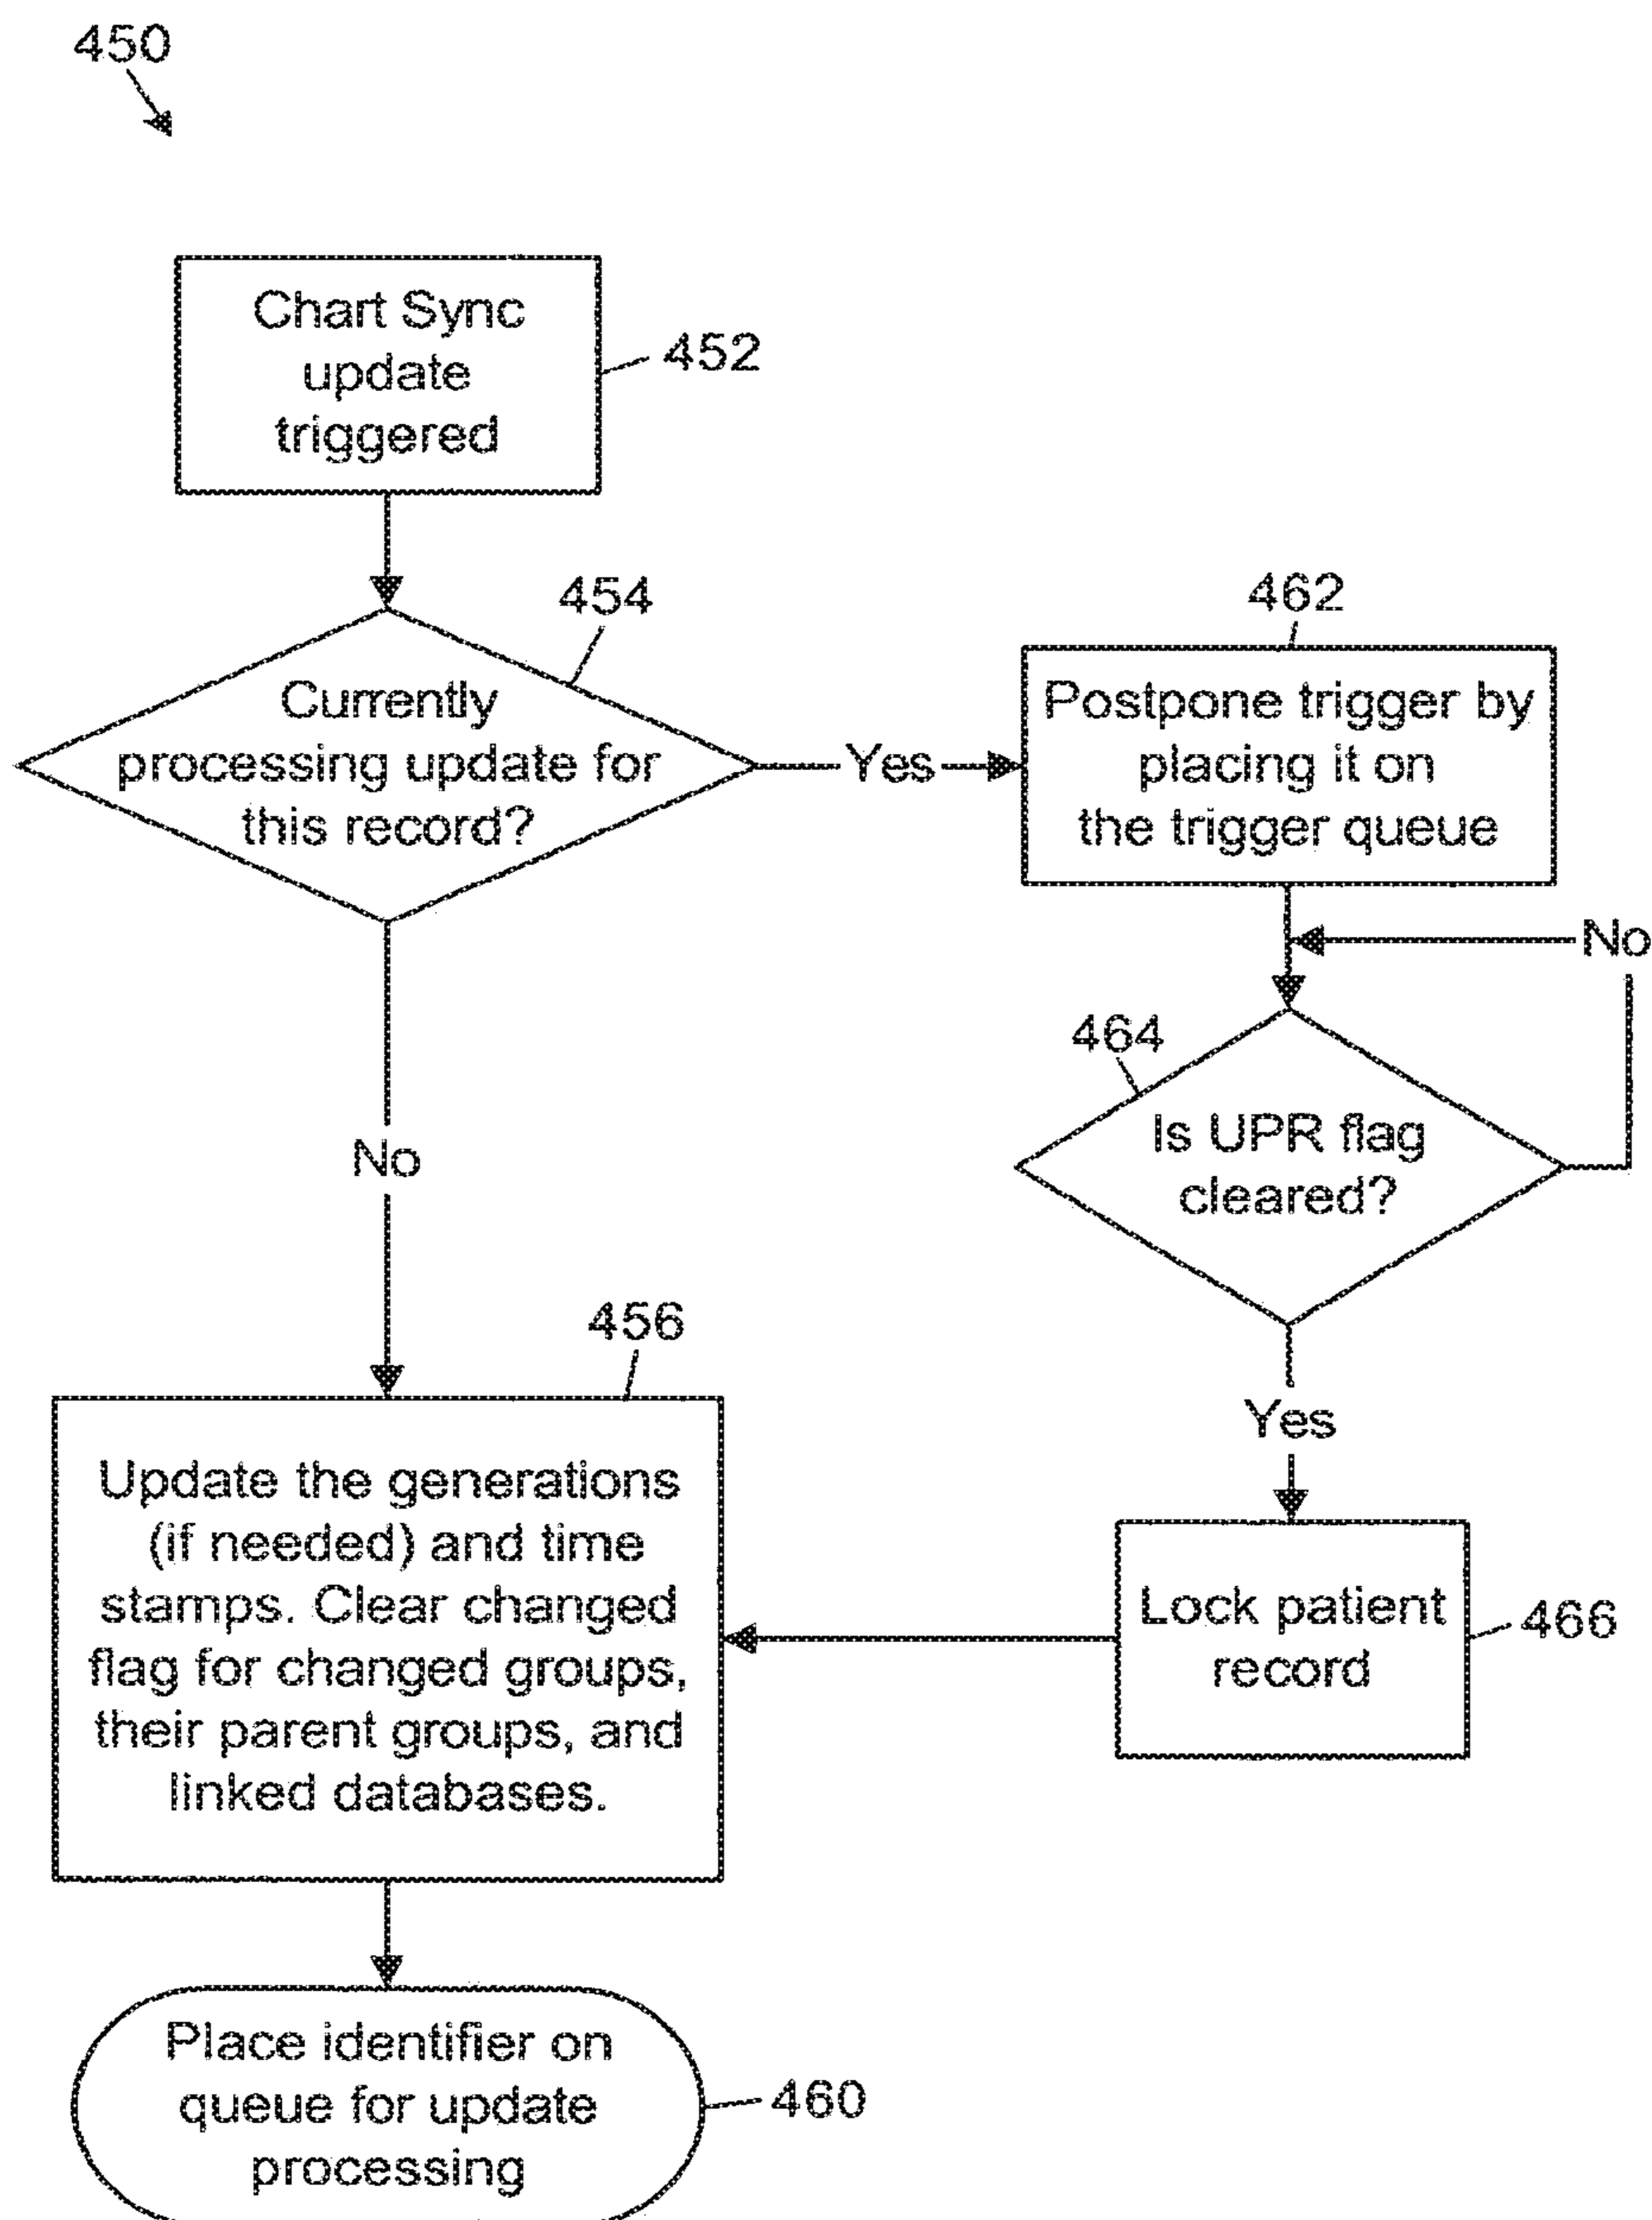 450
Chart Sync
update
triggered
452
454
Currently
processing update for
this record?
Yes
462
Postpone trigger by
placing it on
the trigger queue
No
464
Is UPR flag
cleared?
No
Yes
456
Update the generations
(if needed) and time
stamps. Clear changed
flag for changed groups,
their parent groups, and
linked databases.
Lock patient
record
466
Place identifier on
queue for update
processing
460